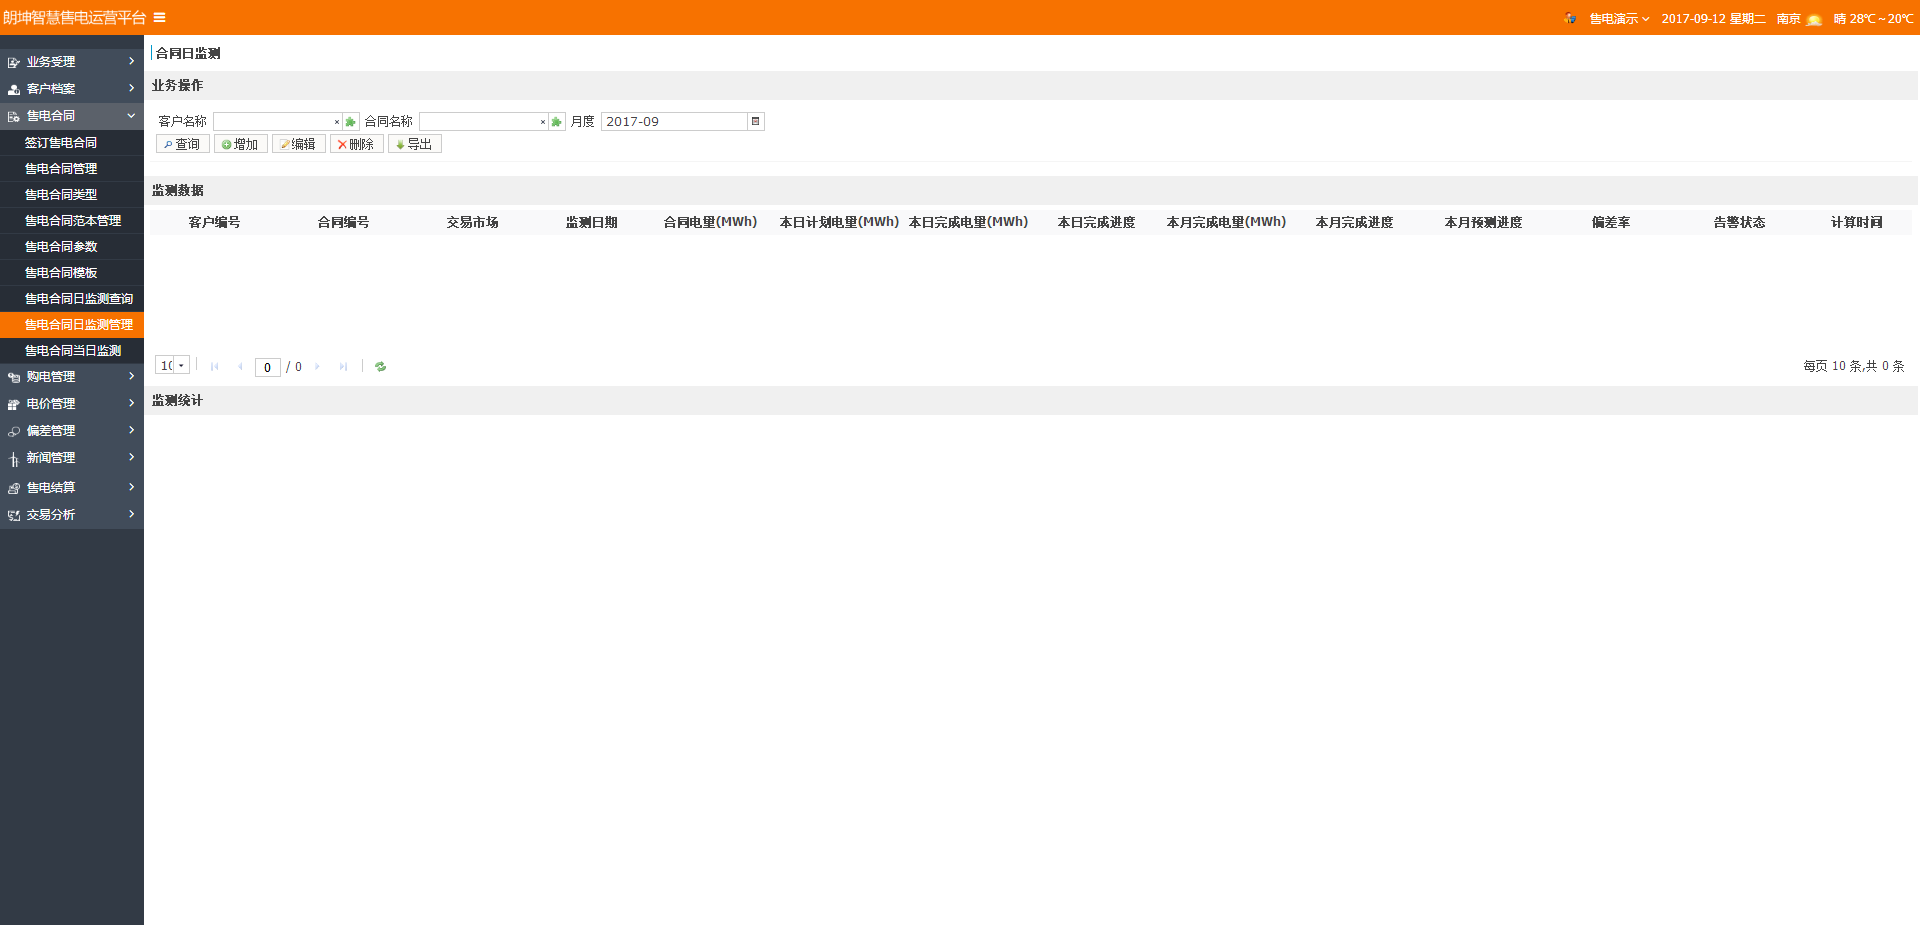 朗坤智慧售电运营平台
售电演示 2017-09-12 星期二 南京 晴 28℃~20℃
业务受理
客户档案
售电合同
签订售电合同
售电合同管理
售电合同类型
售电合同范本管理
售电合同参数
售电合同模板
售电合同日监测查询
售电合同日监测管理
售电合同当日监测
购电管理
电价管理
偏差管理
新闻管理
售电结算
交易分析
合同日监测
业务操作
客户名称 合同名称 月度 2017-09
查询 增加 编辑 删除 导出
监测数据
客户编号 合同编号 交易市场 监测日期 合同电量(MWh) 本日计划电量(MWh) 本日完成电量(MWh) 本日完成进度 本月完成电量(MWh) 本月完成进度 本月预测进度 偏差率 告警状态 计算时间
10 0 / 0 每页 10 条,共 0 条
监测统计